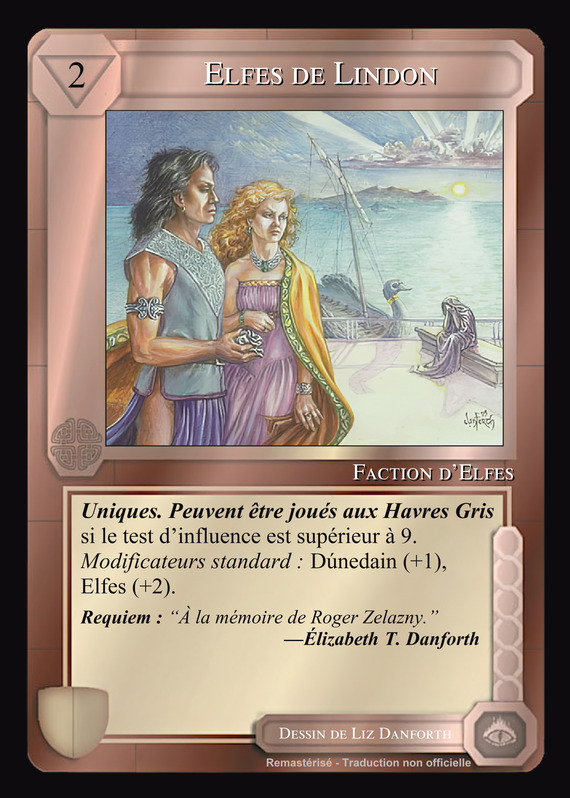 2
ELFES DE LINDON
Danforth 95
FACTION D'ELFES
Uniques. Peuvent être joués aux Havres Gris
si le test d'influence est supérieur à 9.
Modificateurs standard : Dúnedain (+1),
Elfes (+2).
Requiem : “À la mémoire de Roger Zelazny.”
—Élizabeth T. Danforth
DESSIN DE LIZ DANFORTH
Remastérisé - Traduction non officielle